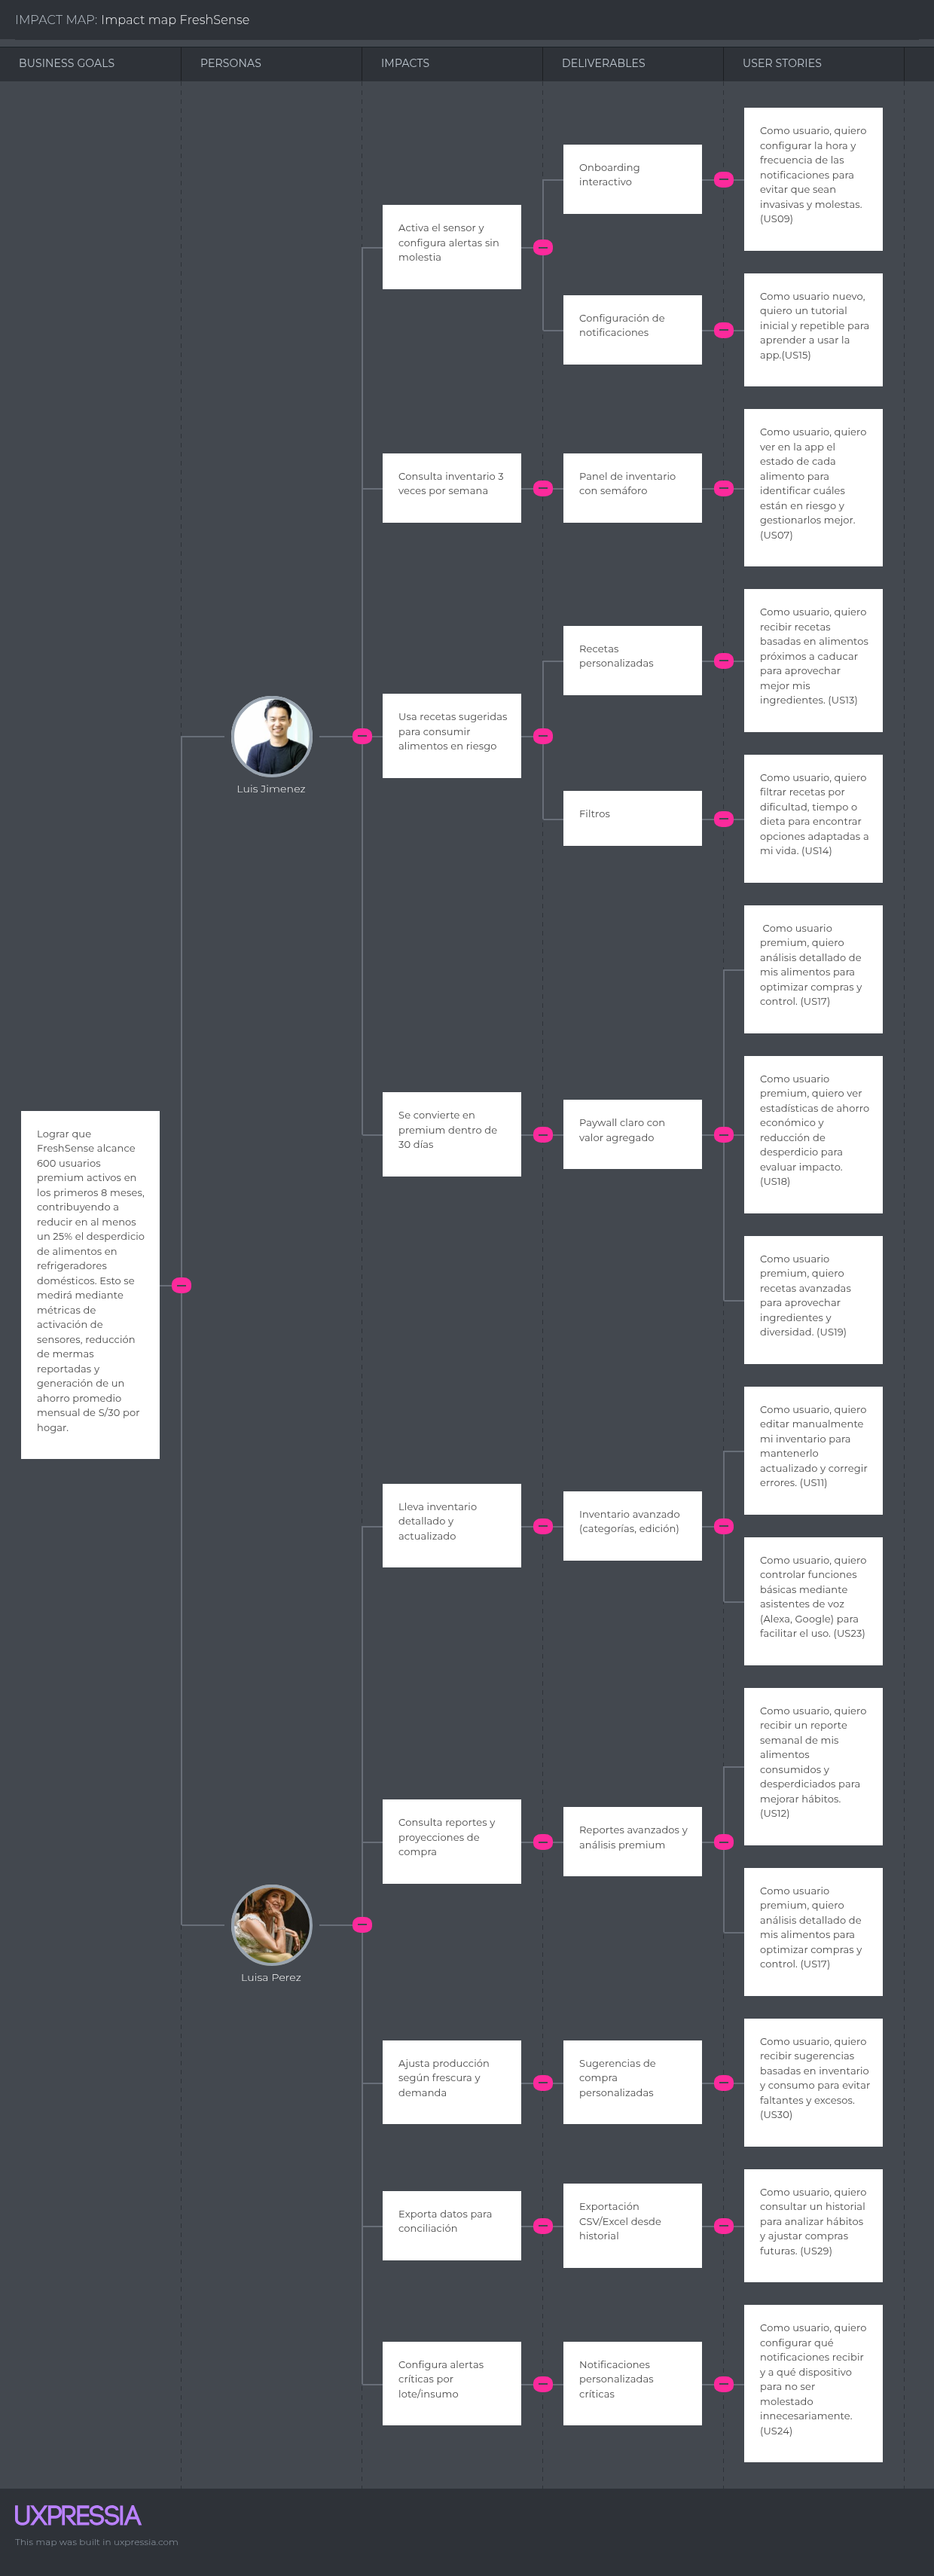 IMPACT MAP: Impact map FreshSense
BUSINESS GOALS
PERSONAS
IMPACTS
DELIVERABLES
USER STORIES
Lograr que
FreshSense alcance
600 usuarios
premium activos en
los primeros 8 meses,
contribuyendo a
reducir en al menos
un 25% el desperdicio
de alimentos en
refrigeradores
domésticos. Esto se
medirá mediante
métricas de
activación de
sensores, reducción
de mermas
reportadas y
generación de un
ahorro promedio
mensual de S/30 por
hogar.
Luis Jimenez
Activa el sensor y
configura alertas sin
molestia
Onboarding
interactivo
Como usuario, quiero
configurar la hora y
frecuencia de las
notificaciones para
evitar que sean
invasivas y molestas.
(US09)
Configuración de
notificaciones
Como usuario nuevo,
quiero un tutorial
inicial y repetible para
aprender a usar la
app.(US15)
Consulta inventario 3
veces por semana
Panel de inventario
con semáforo
Como usuario, quiero
ver en la app el
estado de cada
alimento para
identificar cuáles
están en riesgo y
gestionarlos mejor.
(US07)
Usa recetas sugeridas
para consumir
alimentos en riesgo
Recetas
personalizadas
Como usuario, quiero
recibir recetas
basadas en alimentos
próximos a caducar
para aprovechar
mejor mis
ingredientes. (US13)
Filtros
Como usuario, quiero
filtrar recetas por
dificultad, tiempo o
dieta para encontrar
opciones adaptadas a
mi vida. (US14)
Se convierte en
premium dentro de
30 días
Paywall claro con
valor agregado
Como usuario
premium, quiero
análisis detallado de
mis alimentos para
optimizar compras y
control. (US17)
Como usuario
premium, quiero ver
estadísticas de ahorro
económico y
reducción de
desperdicio para
evaluar impacto.
(US18)
Como usuario
premium, quiero
recetas avanzadas
para aprovechar
ingredientes y
diversidad. (US19)
Luisa Perez
Lleva inventario
detallado y
actualizado
Inventario avanzado
(categorías, edición)
Como usuario, quiero
editar manualmente
mi inventario para
mantenerlo
actualizado y corregir
errores. (US11)
Como usuario, quiero
controlar funciones
básicas mediante
asistentes de voz
(Alexa, Google) para
facilitar el uso. (US23)
Consulta reportes y
proyecciones de
compra
Reportes avanzados y
análisis premium
Como usuario, quiero
recibir un reporte
semanal de mis
alimentos
consumidos y
desperdiciados para
mejorar hábitos.
(US12)
Como usuario
premium, quiero
análisis detallado de
mis alimentos para
optimizar compras y
control. (US17)
Ajusta producción
según frescura y
demanda
Sugerencias de
compra
personalizadas
Como usuario, quiero
recibir sugerencias
basadas en inventario
y consumo para evitar
faltantes y excesos.
(US30)
Exporta datos para
conciliación
Exportación
CSV/Excel desde
historial
Como usuario, quiero
consultar un historial
para analizar hábitos
y ajustar compras
futuras. (US29)
Configura alertas
críticas por
lote/insumo
Notificaciones
personalizadas
críticas
Como usuario, quiero
configurar qué
notificaciones recibir
y a qué dispositivo
para no ser
molestado
innecesariamente.
(US24)
UXPRESSIA
This map was built in uxpressia.com